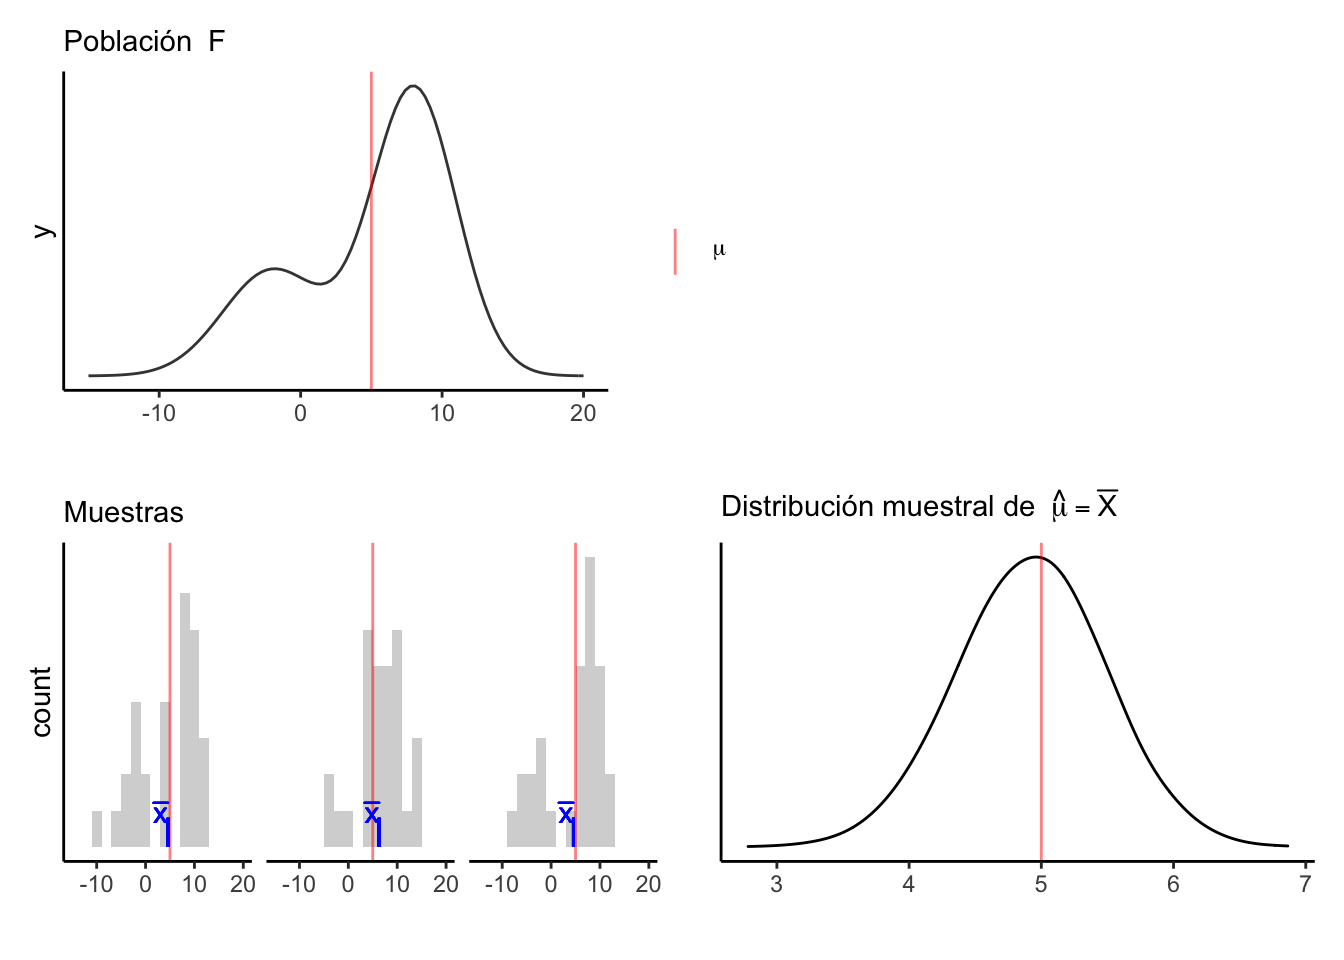 Población F
y
-10 0 10 20
μ
Muestras
count
x̄ x̄ x̄
-10 0 10 20 -10 0 10 20 -10 0 10 20
Distribución muestral de μ̂ = X̄
3 4 5 6 7